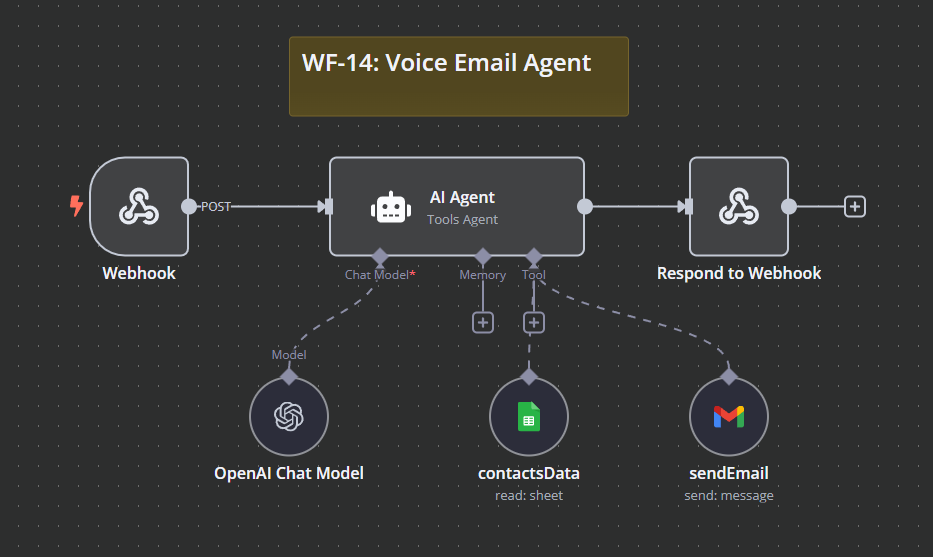 WF-14: Voice Email Agent
POST
AI Agent
Tools Agent
Webhook
Chat Model*
Memory
Tool
Respond to Webhook
Model
OpenAI Chat Model
contactsData
read: sheet
sendEmail
send: message